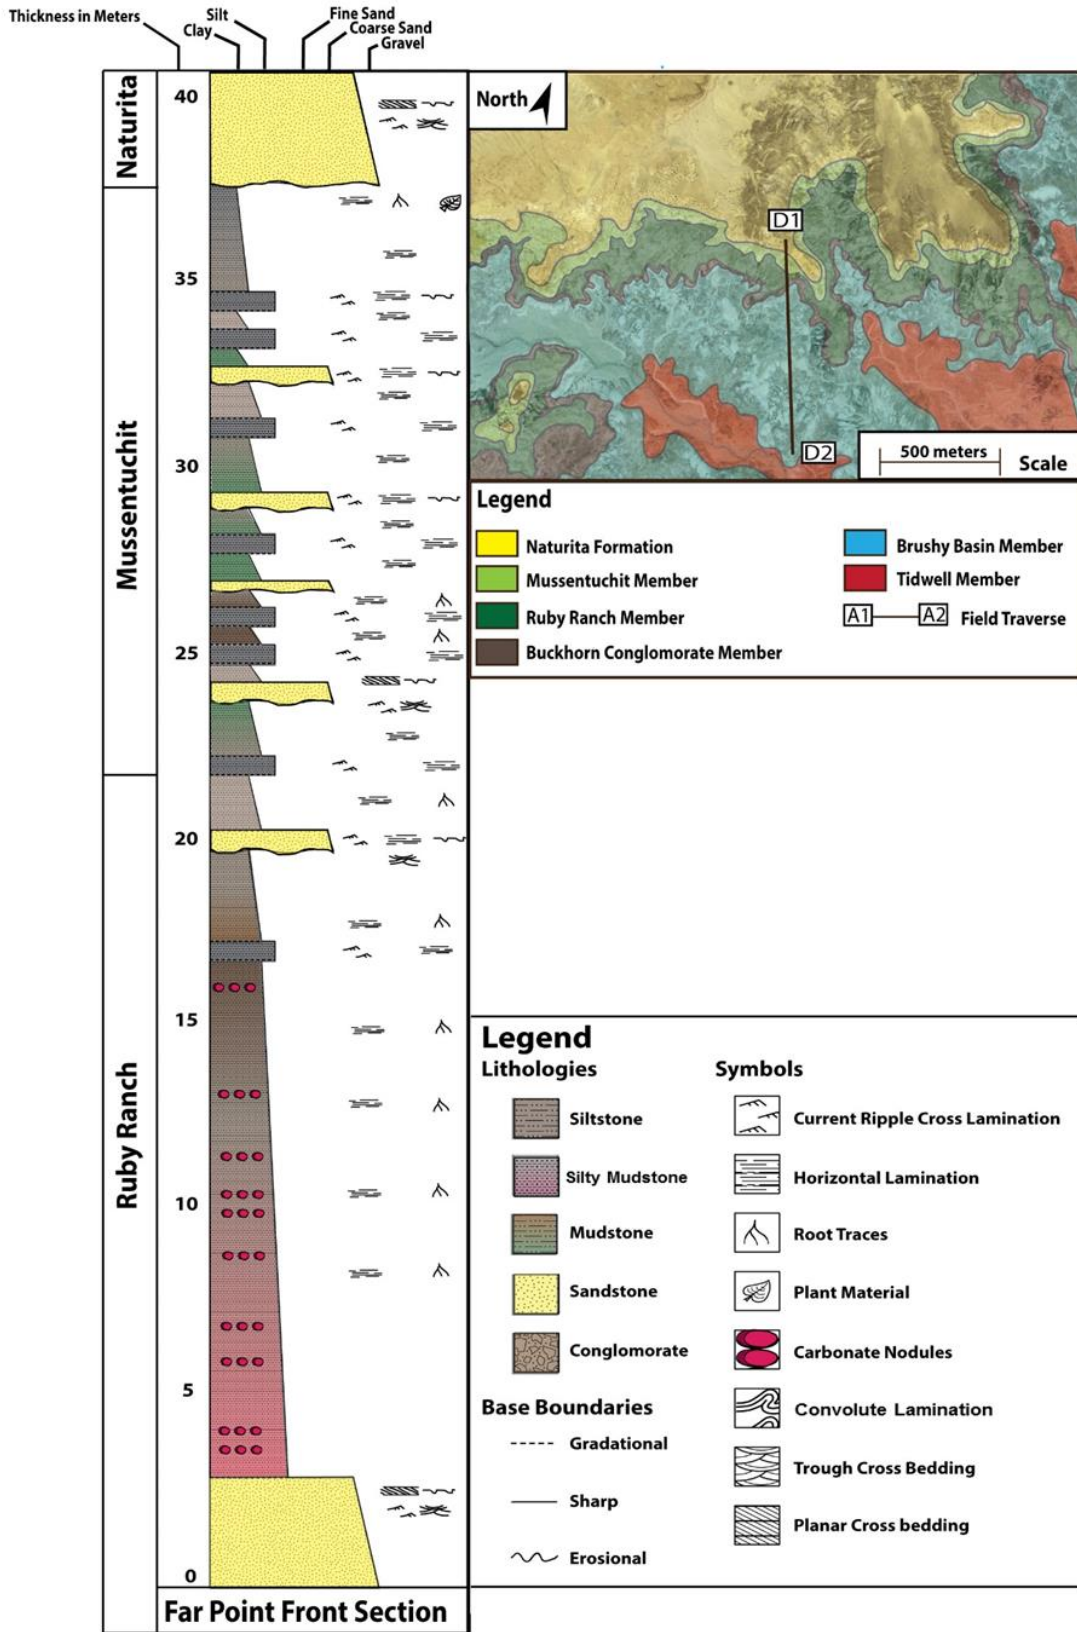 Thickness in Meters
Clay
Silt
Fine Sand
Coarse Sand
Gravel
Naturita
Mussentuchit
Ruby Ranch
40
35
30
25
20
15
10
5
0
Far Point Front Section
North
D1
D2
500 meters
Scale
Legend
Naturita Formation
Mussentuchit Member
Ruby Ranch Member
Buckhorn Conglomorate Member
Brushy Basin Member
Tidwell Member
A1 A2 Field Traverse
Legend
Lithologies
Siltstone
Silty Mudstone
Mudstone
Sandstone
Conglomorate
Base Boundaries
Gradational
Sharp
Erosional
Symbols
Current Ripple Cross Lamination
Horizontal Lamination
Root Traces
Plant Material
Carbonate Nodules
Convolute Lamination
Trough Cross Bedding
Planar Cross bedding